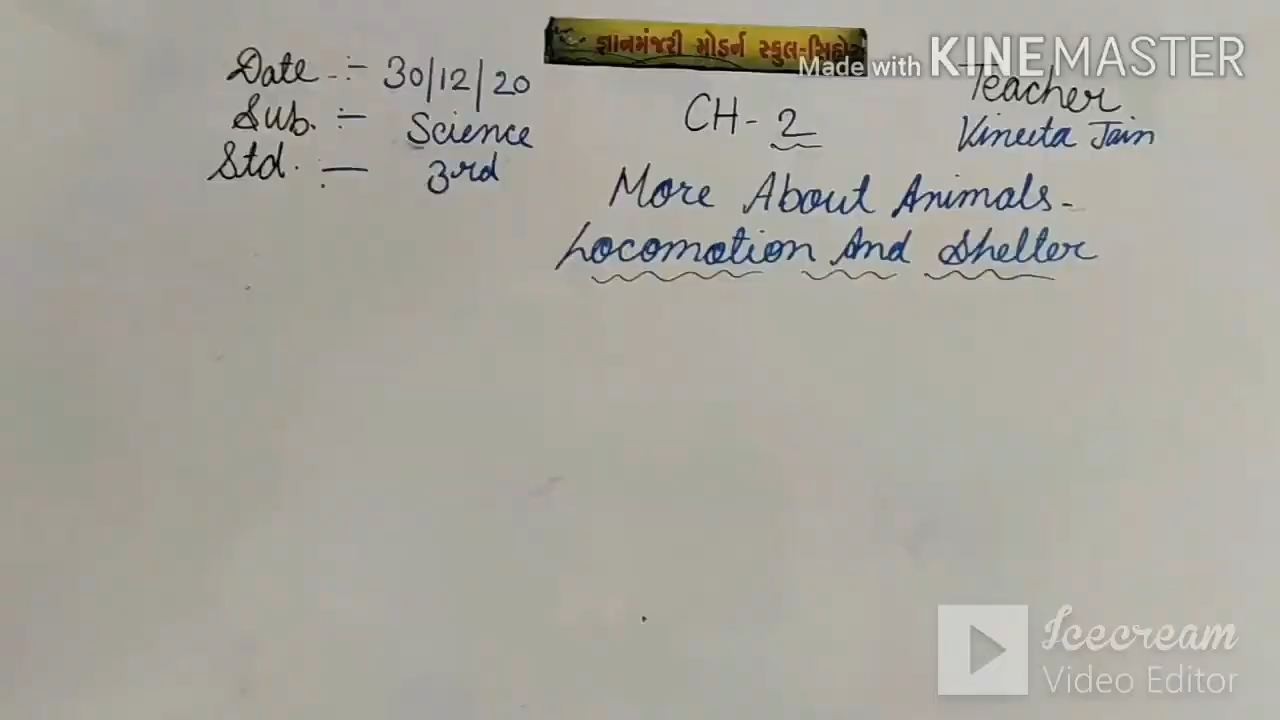 જ્ઞાનમંજરી મોડર્ન સ્કુલ-સિહોર
Made with KINEMASTER
Date :- 30/12/20
Sub. :- Science
Std. :- 3rd
CH- 2
Teacher
Vineeta Jain
More About Animals-
Locomotion And Shelter
Icecream
Video Editor